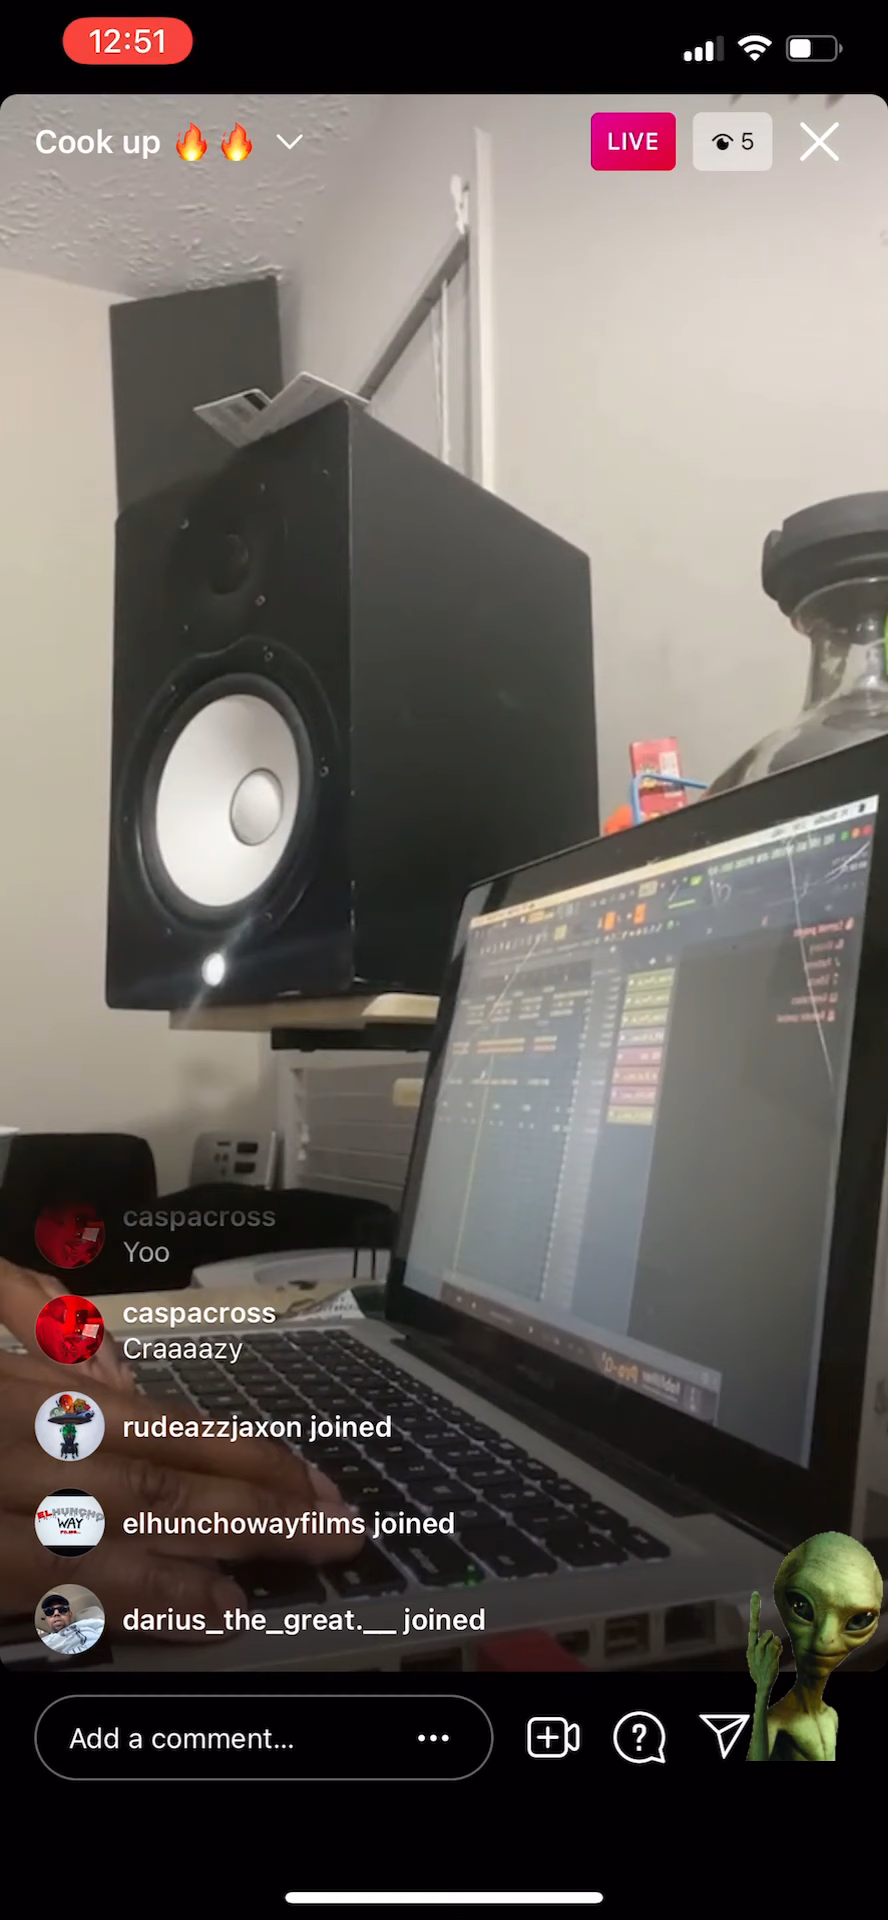 12:51
Cook up 🔥🔥
LIVE
5
caspacross
Yoo
caspacross
Craaaazy
rudeazzjaxon joined
elhunchowayfilms joined
darius_the_great.__ joined
Add a comment...